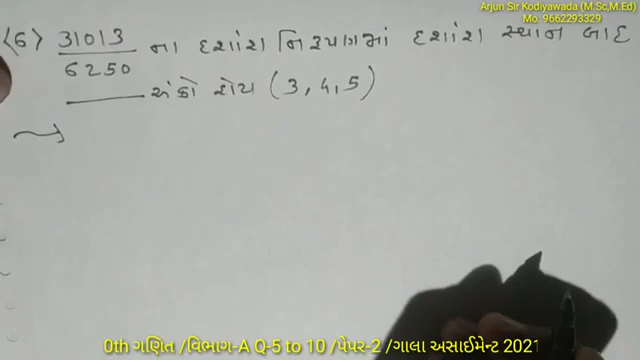 Arjun Sir Kodiyawada (M.Sc,M.Ed)
Mo: 9662293329
(6) 31013/6250 ના દશાંશ નિરૂપણમાં દશાંશ સ્થાન બાદ
______ અંકો હોય (3, 4, 5)
0th ગણિત /વિભાગ-A Q-5 to 10 /પેપર-2 /ગાલા અસાઈમેન્ટ 2021